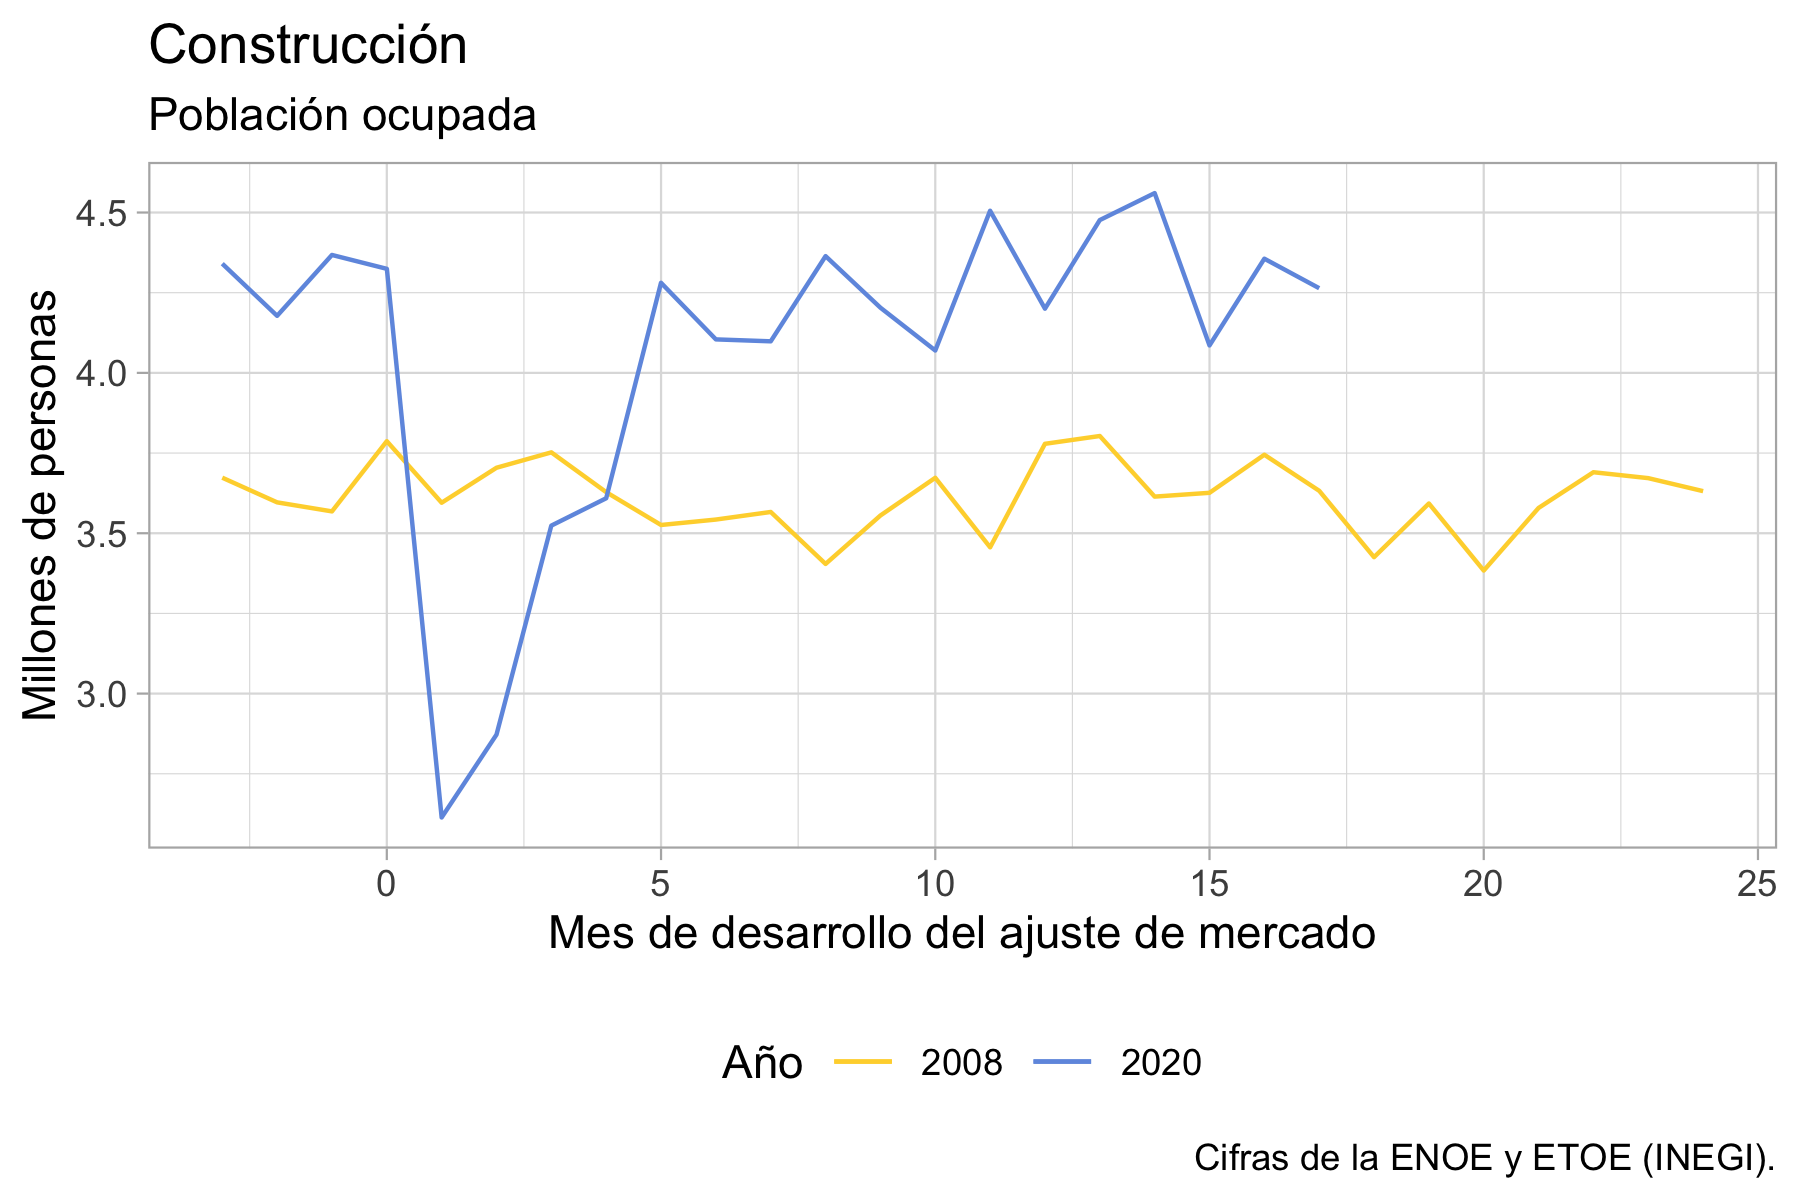 Construcción
Población ocupada
Millones de personas
4.5
4.0
3.5
3.0
0 5 10 15 20 25
Mes de desarrollo del ajuste de mercado
Año 2008 2020
Cifras de la ENOE y ETOE (INEGI).